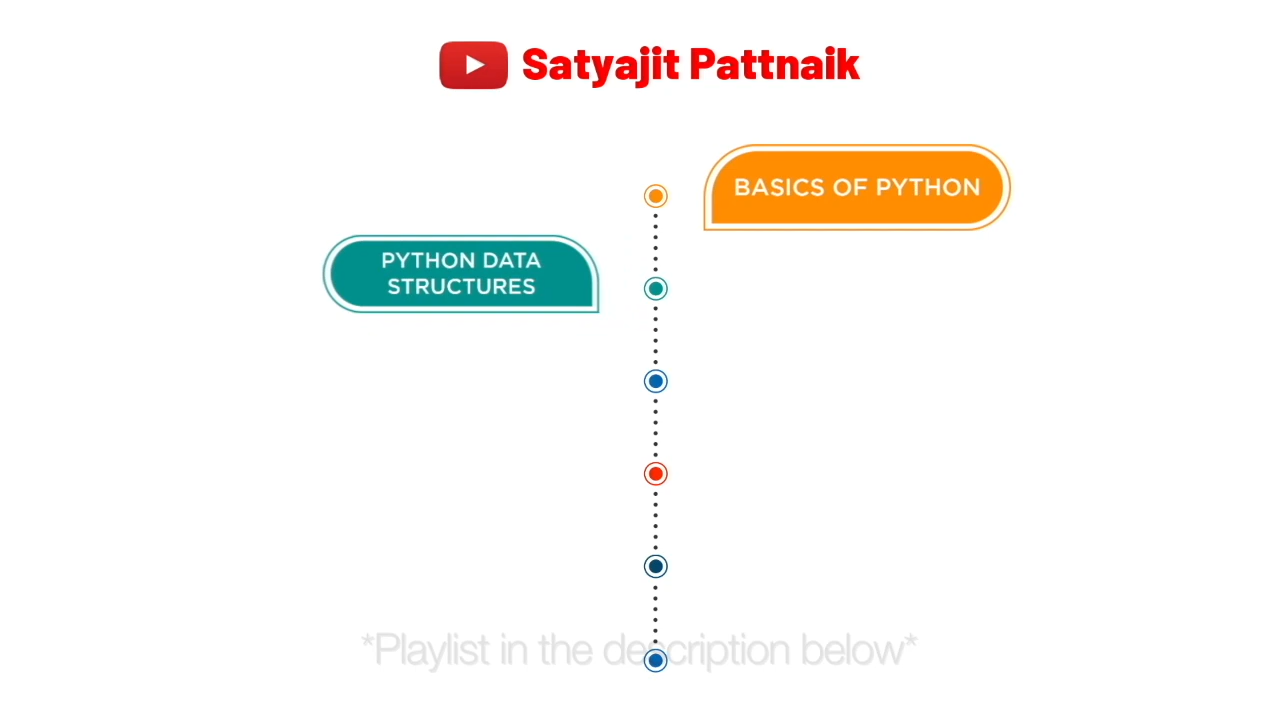 Satyajit Pattnaik
BASICS OF PYTHON
PYTHON DATA
STRUCTURES
*Playlist in the description below*